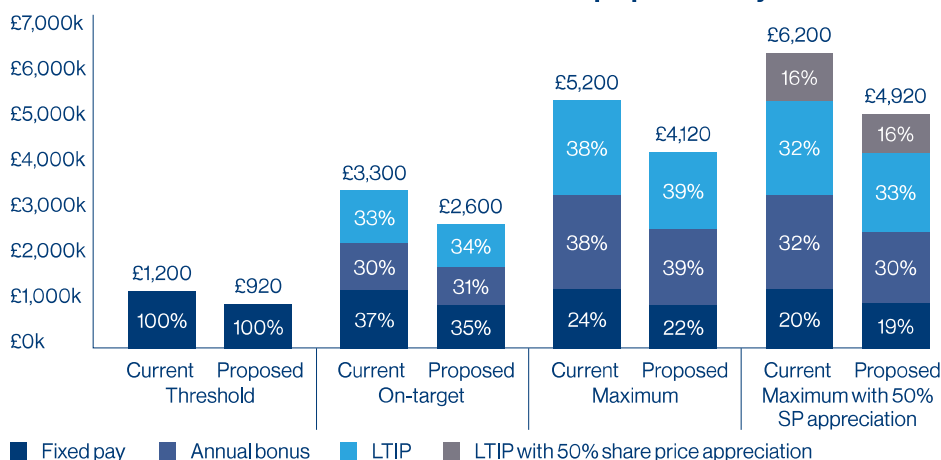 £7,000k
£6,000k
£5,000k
£4,000k
£3,000k
£2,000k
£1,000k
£0k
£1,200
100%
£920
100%
£3,300
33%
30%
37%
£2,600
34%
31%
35%
£5,200
38%
38%
24%
£4,120
39%
39%
22%
£6,200
16%
32%
32%
20%
£4,920
16%
33%
30%
19%
Current Proposed
Threshold
Current Proposed
On-target
Current Proposed
Maximum
Current Proposed
Maximum with 50%
SP appreciation
Fixed pay Annual bonus LTIP LTIP with 50% share price appreciation